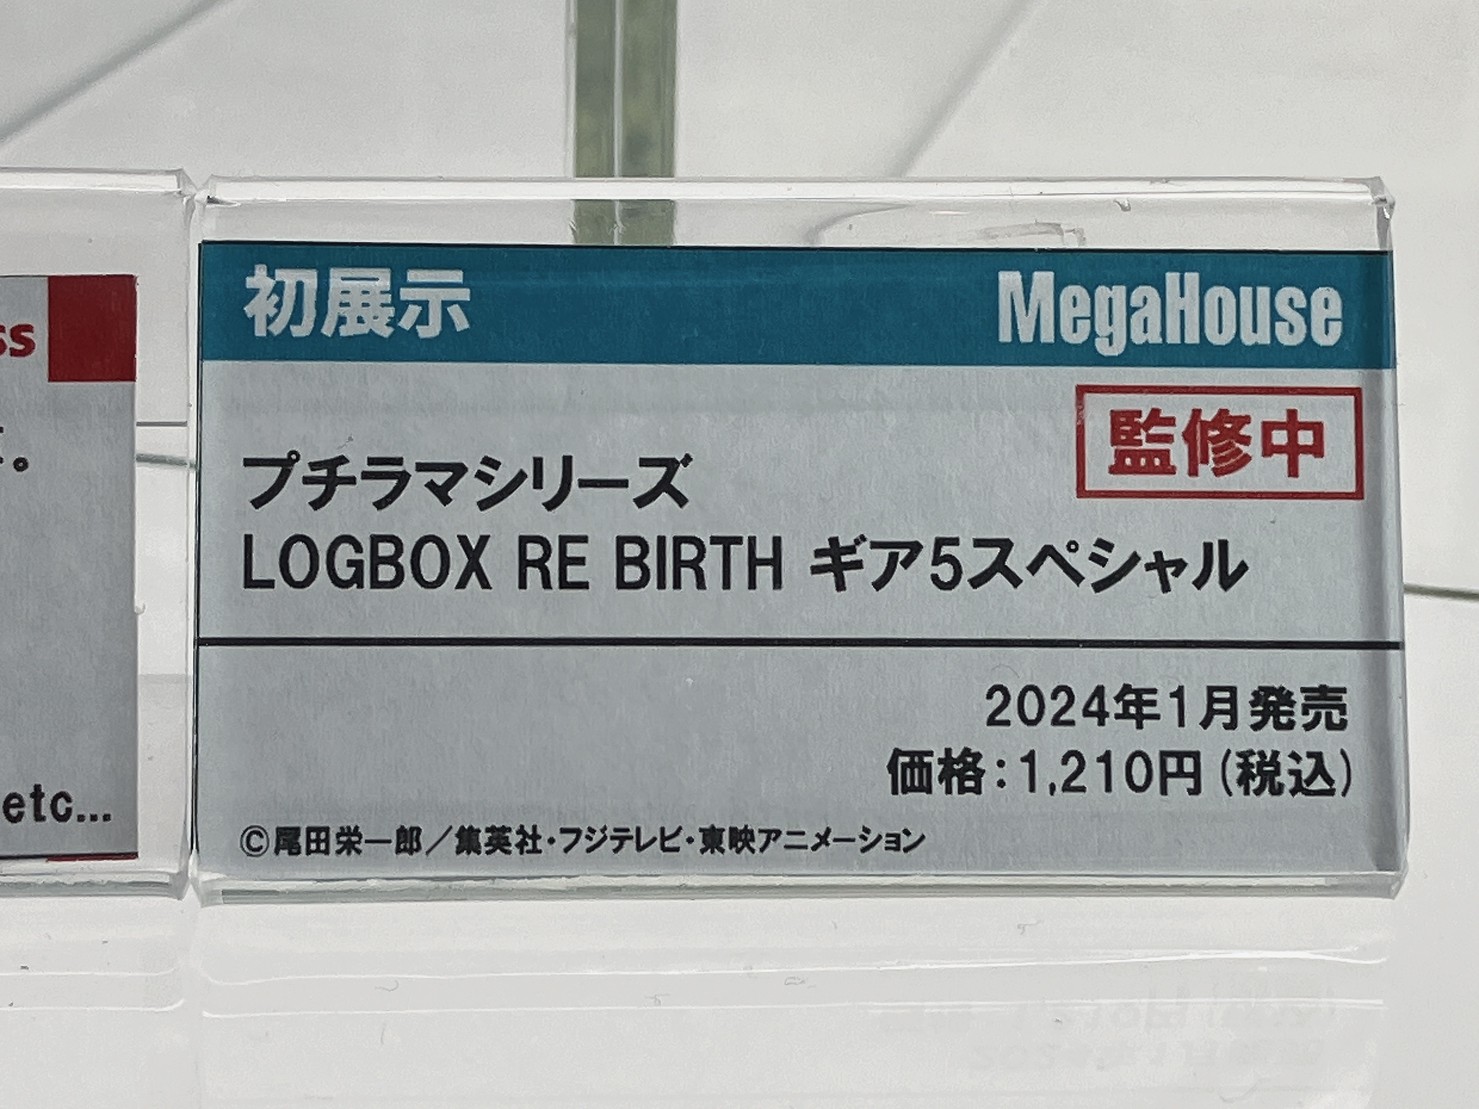 ss
。
etc...
初展示
MegaHouse
監修中
プチラマシリーズ
LOGBOX RE BIRTH ギア5スペシャル
2024年1月発売
価格:1,210円(税込)
©尾田栄一郎／集英社・フジテレビ・東映アニメーション